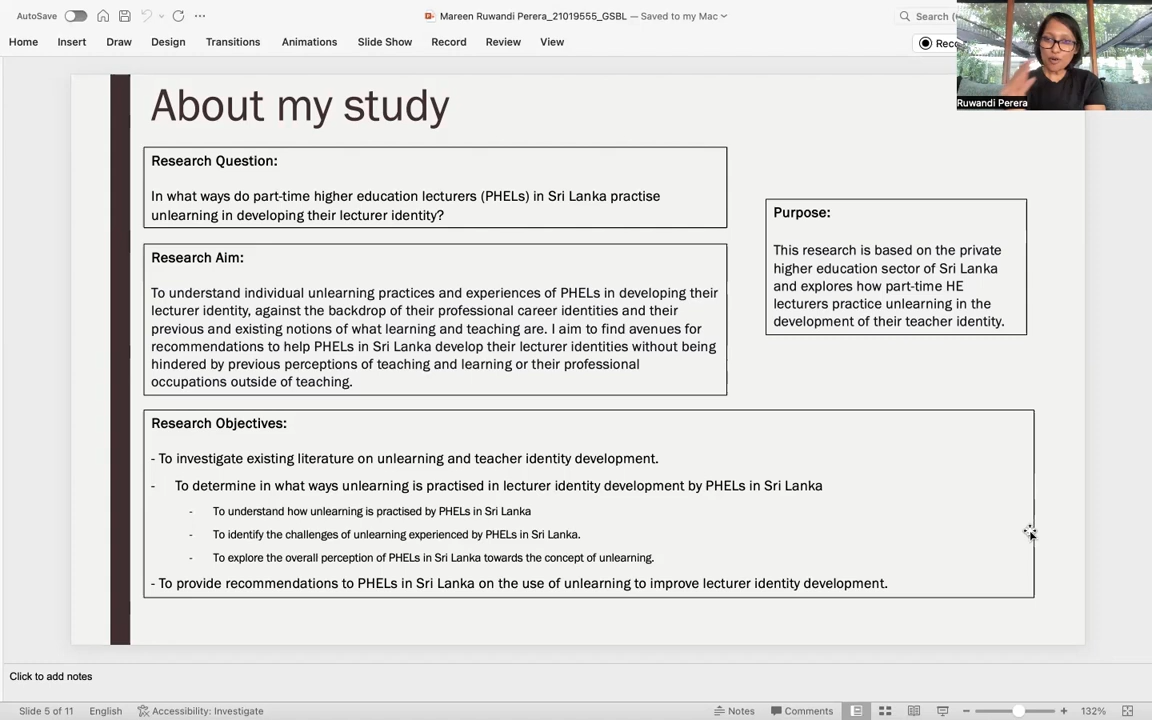 AutoSave
Mareen Ruwandi Perera_21019555_GSBL — Saved to my Mac
Search (
Home Insert Draw Design Transitions Animations Slide Show Record Review View
Ruwandi Perera
About my study
Research Question:
In what ways do part-time higher education lecturers (PHELs) in Sri Lanka practise
unlearning in developing their lecturer identity?
Research Aim:
To understand individual unlearning practices and experiences of PHELs in developing their
lecturer identity, against the backdrop of their professional career identities and their
previous and existing notions of what learning and teaching are. I aim to find avenues for
recommendations to help PHELs in Sri Lanka develop their lecturer identities without being
hindered by previous perceptions of teaching and learning or their professional
occupations outside of teaching.
Purpose:
This research is based on the private
higher education sector of Sri Lanka
and explores how part-time HE
lecturers practice unlearning in the
development of their teacher identity.
Research Objectives:
- To investigate existing literature on unlearning and teacher identity development.
- To determine in what ways unlearning is practised in lecturer identity development by PHELs in Sri Lanka
- To understand how unlearning is practised by PHELs in Sri Lanka
- To identify the challenges of unlearning experienced by PHELs in Sri Lanka.
- To explore the overall perception of PHELs in Sri Lanka towards the concept of unlearning.
- To provide recommendations to PHELs in Sri Lanka on the use of unlearning to improve lecturer identity development.
Click to add notes
Slide 5 of 11 English Accessibility: Investigate Notes Comments 132%